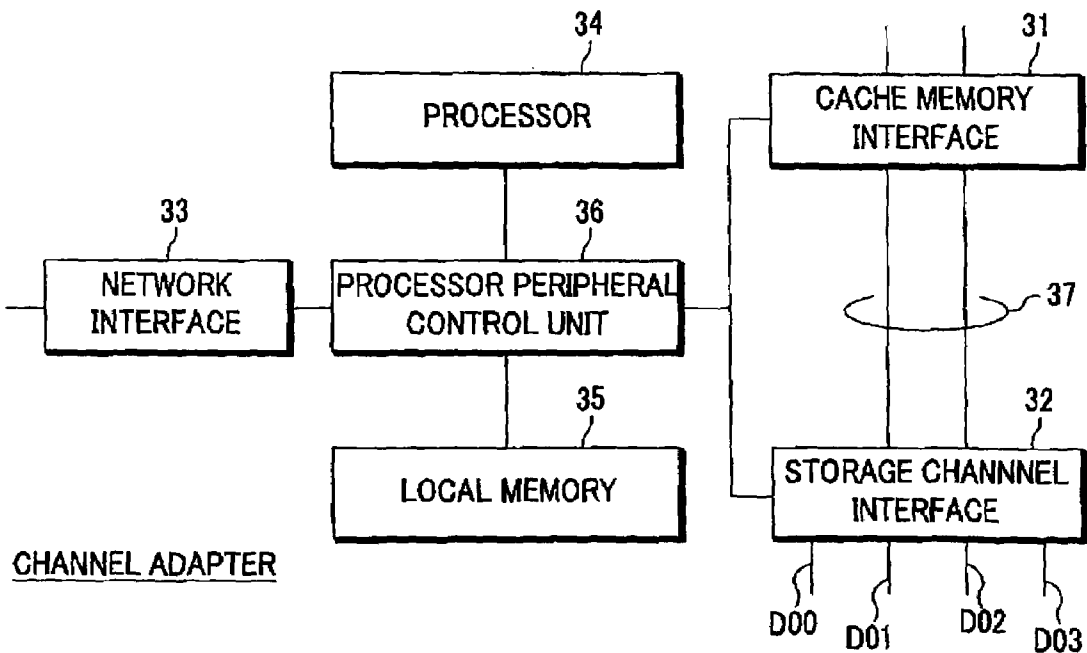 34
PROCESSOR
31
CACHE MEMORY
INTERFACE
33
NETWORK
INTERFACE
36
PROCESSOR PERIPHERAL
CONTROL UNIT
37
35
LOCAL MEMORY
32
STORAGE CHANNNEL
INTERFACE
CHANNEL ADAPTER
D00
D01
D02
D03